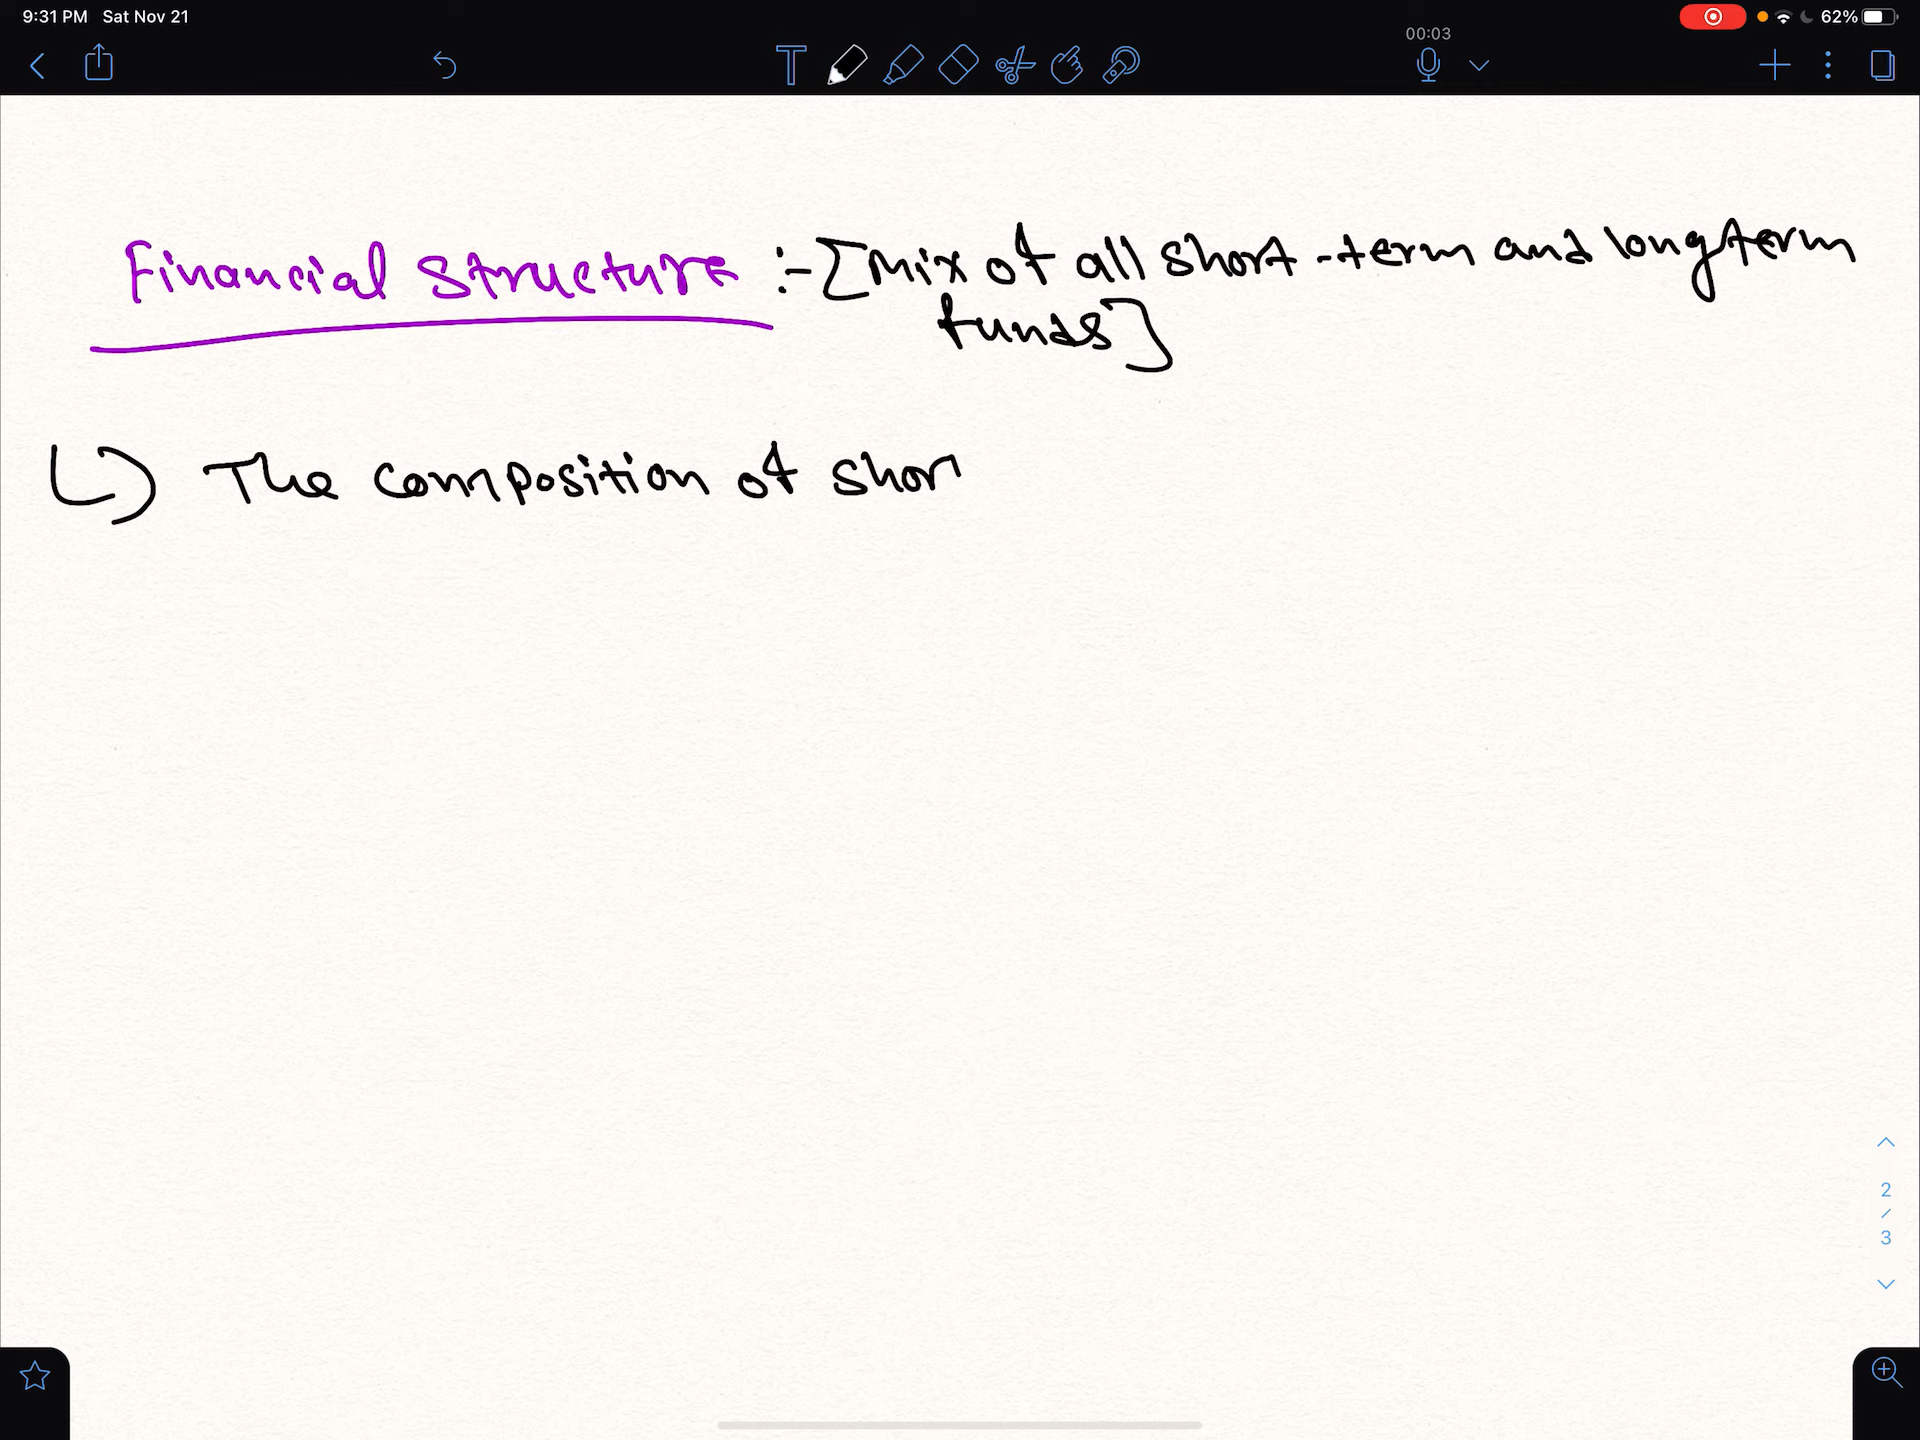 9:31 PM Sat Nov 21
62%
00:03
Financial Structure :- [Mix of all short-term and long term
funds]
↳ The composition of shor
2
/
3